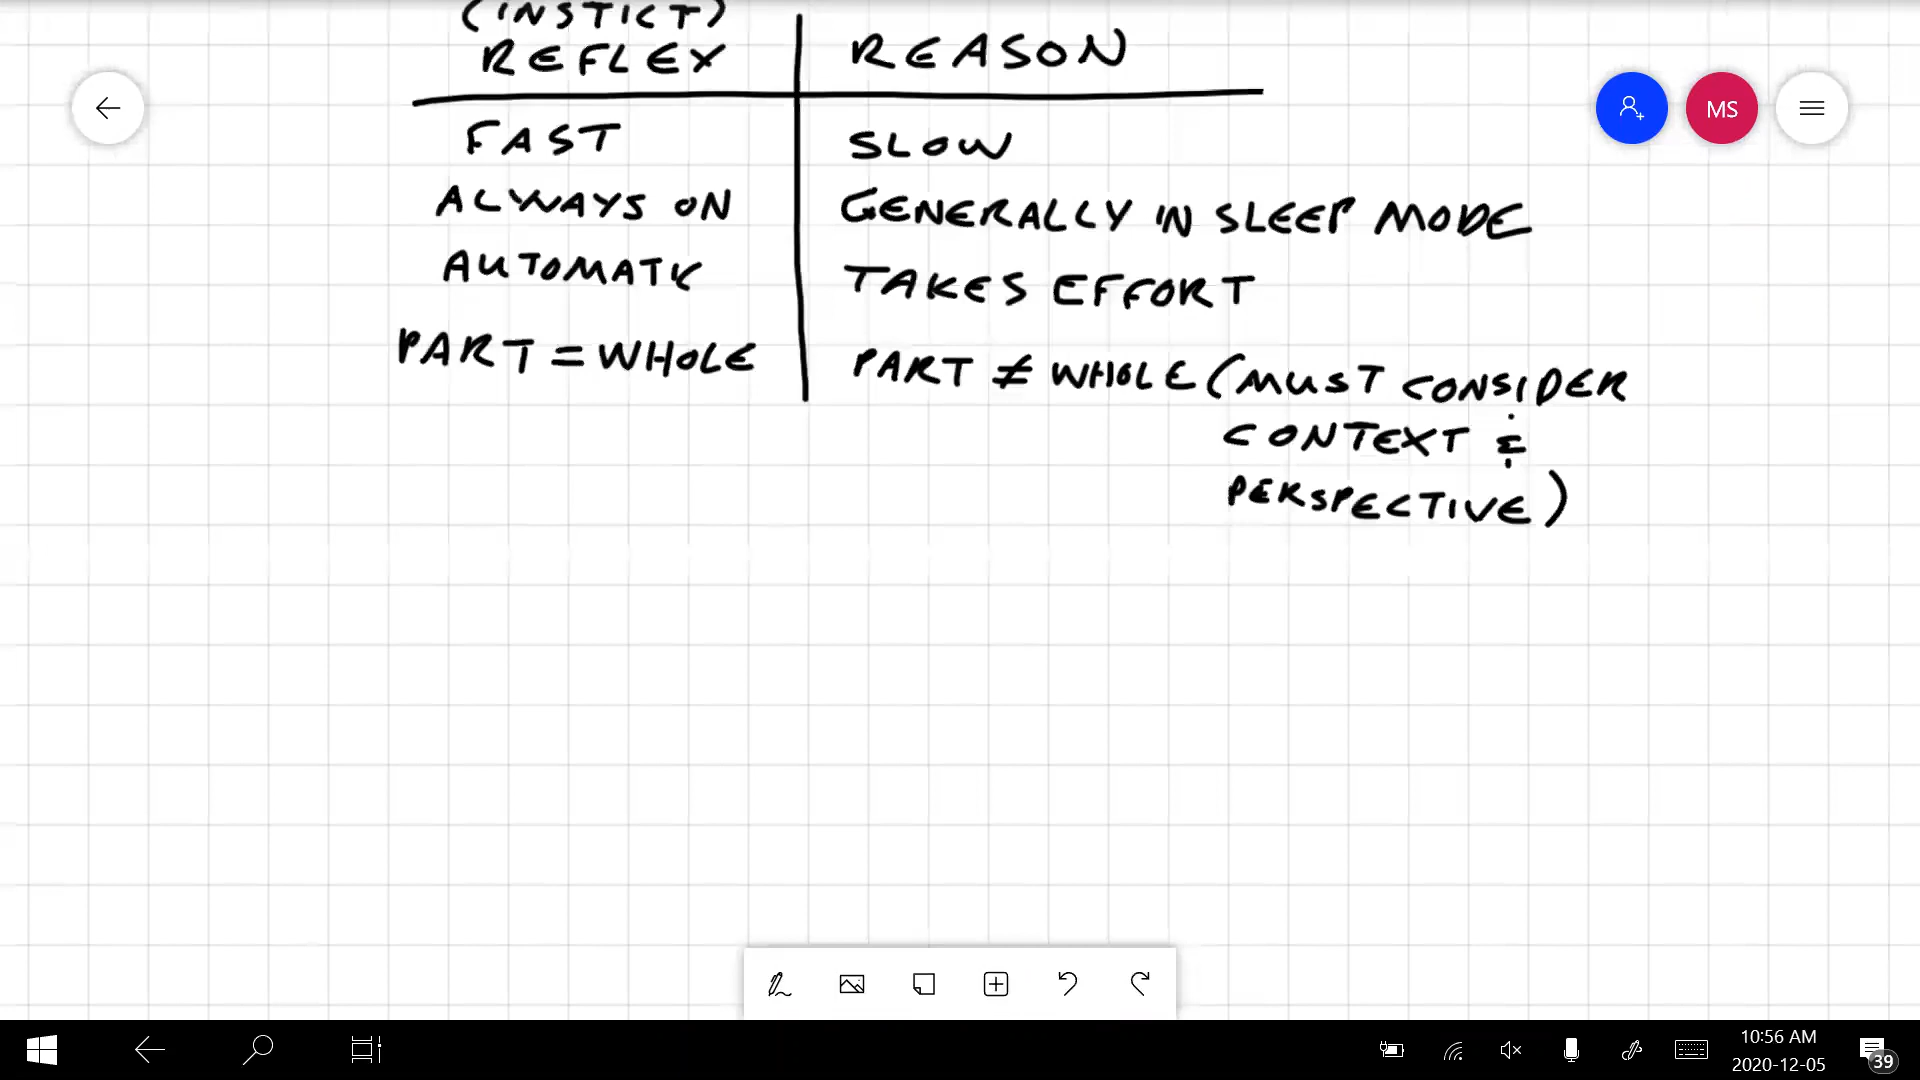 (INSTICT)
REFLEX
REASON
FAST
SLOW
ALWAYS ON
GENERALLY IN SLEEP MODE
AUTOMATIC
TAKES EFFORT
PART = WHOLE
PART ≠ WHOLE (MUST CONSIDER
CONTEXT &
PERSPECTIVE)
MS
10:56 AM
2020-12-05
39